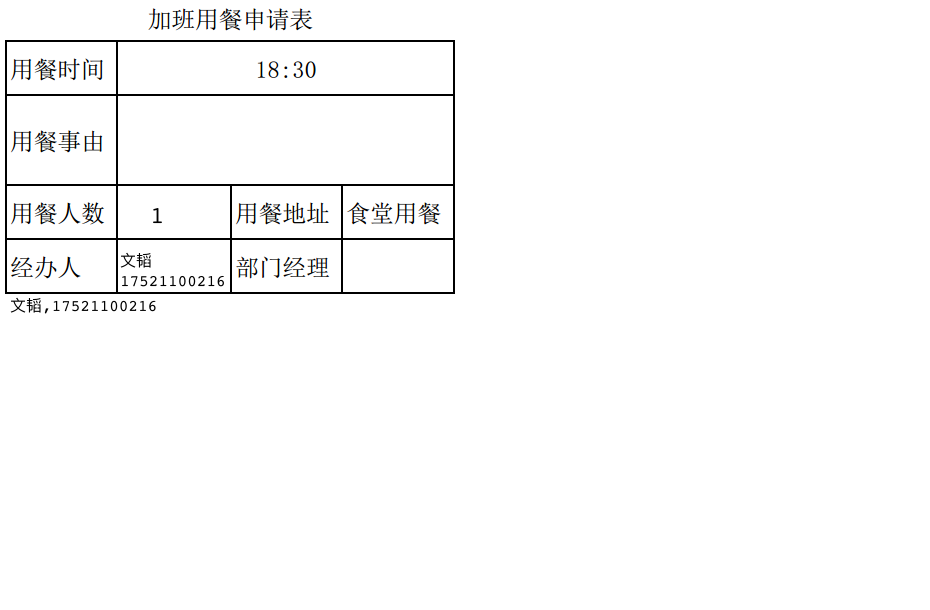 加班用餐申请表
用餐时间 18:30
用餐事由
用餐人数 1 用餐地址 食堂用餐
经办人 文韬 部门经理
17521100216
文韬,17521100216